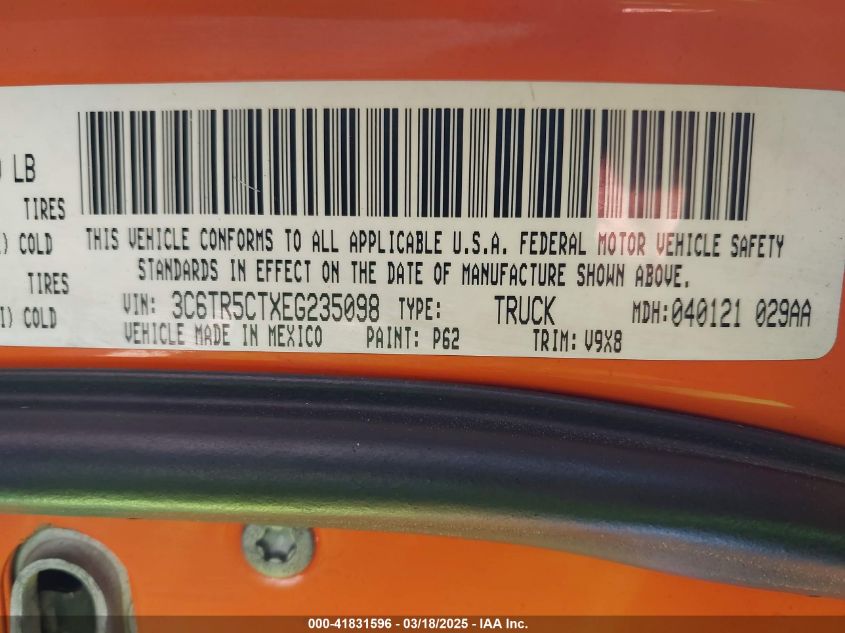 LB
TIRES
) COLD
TIRES
I) COLD
THIS VEHICLE CONFORMS TO ALL APPLICABLE U.S.A. FEDERAL MOTOR VEHICLE SAFETY
STANDARDS IN EFFECT ON THE DATE OF MANUFACTURE SHOWN ABOVE.
VIN: 3C6TR5CTXEG235098 TYPE: TRUCK MDH:040121 029AA
VEHICLE MADE IN MEXICO PAINT: P62 TRIM: V9X8
000-41831596 - 03/18/2025 - IAA Inc.